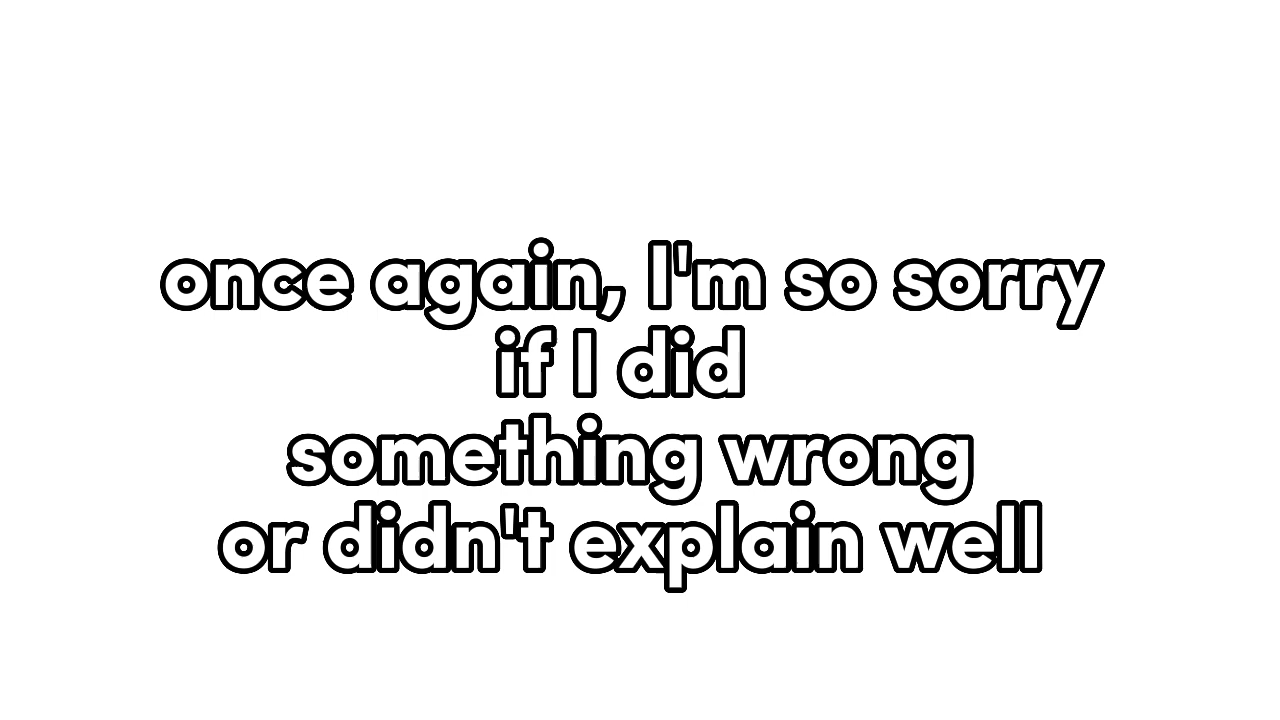 once again, I'm so sorry
if I did
something wrong
or didn't explain well